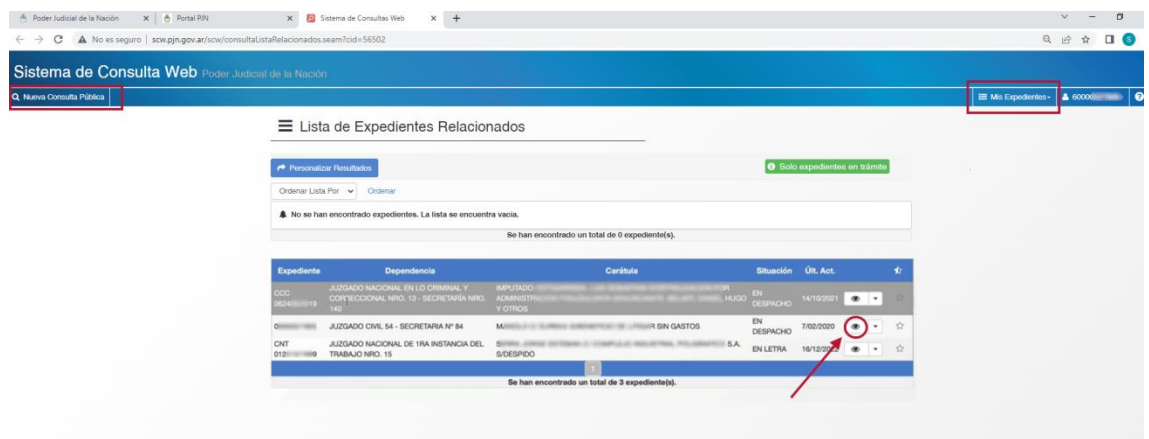 Poder Judicial de la Nación
Portal PJN
Sistema de Consultas Web
No es seguro scw.pjn.gov.ar/scw/consultaListaRelacionados.seam?cid=56502
S
Sistema de Consulta Web Poder Judicial de la Nación
Nueva Consulta Pública
Mis Expedientes
60000
Lista de Expedientes Relacionados
Personalizar Resultados
Solo expedientes en trámite
Ordenar Lista Por Ordenar
No se han encontrado expedientes. La lista se encuentra vacía.
Se han encontrado un total de 0 expediente(s).
Expediente Dependencia Carátula Situación Últ. Act.
CCC JUZGADO NACIONAL EN LO CRIMINAL Y IMPUTADO POR EN
CORRECCIONAL NRO. 13 - SECRETARÍA NRO. HUGO DESPACHO 14/10/2021
140 Y OTROS
JUZGADO CIVIL 54 - SECRETARIA Nº 84 SIN GASTOS EN DESPACHO 7/02/2020
CNT JUZGADO NACIONAL DE 1RA INSTANCIA DEL S.A. EN LETRA
TRABAJO NRO. 15 S/DESPIDO
1
Se han encontrado un total de 3 expediente(s).